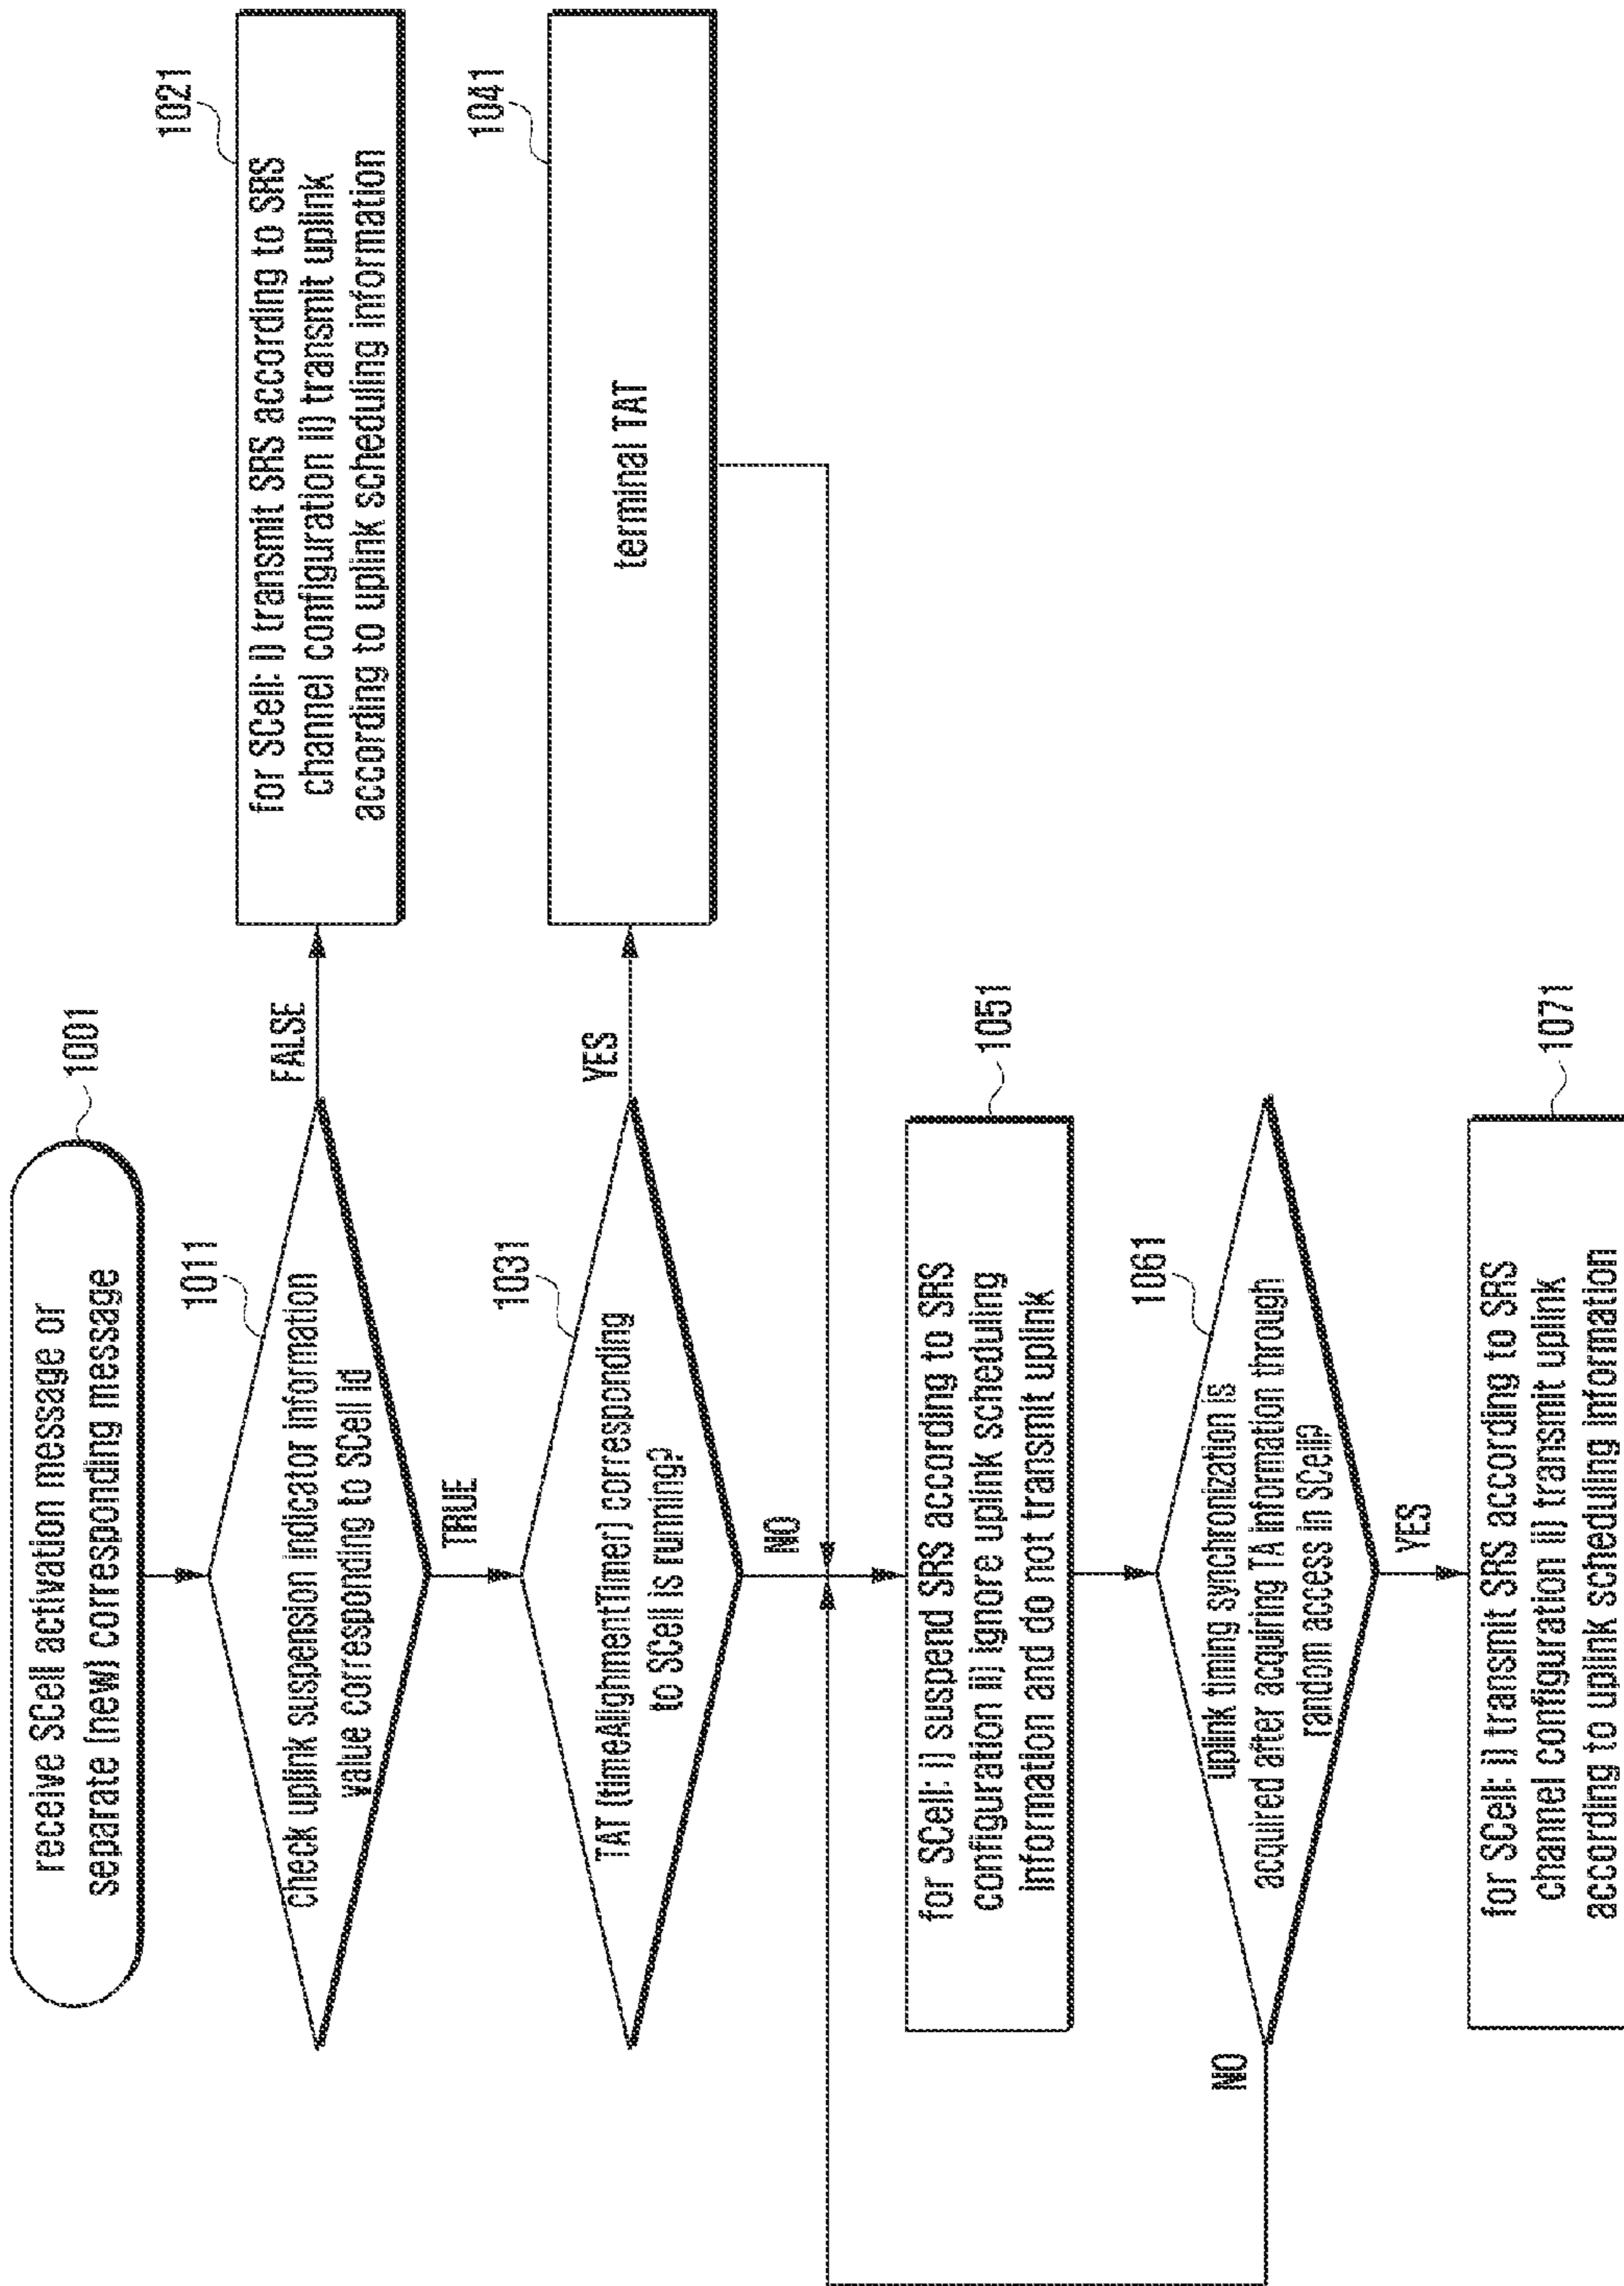 receive SCell activation message or
separate (new) corresponding message
1001
check uplink suspension indicator information
value corresponding to SCell id
1011
FALSE
for SCell: i) transmit SRS according to SRS
channel configuration ii) transmit uplink
according to uplink scheduling information
1021
TRUE
TAT (timeAlighmentTimer) corresponding
to SCell is running?
1031
YES
terminal TAT
1041
NO
for SCell: i) suspend SRS according to SRS
configuration ii) ignore uplink scheduling
information and do not transmit uplink
1051
uplink timing synchronization is
acquired after acquiring TA information through
random access in SCell?
1061
NO
YES
for SCell: i) transmit SRS according to SRS
channel configuration ii) transmit uplink
according to uplink scheduling information
1071